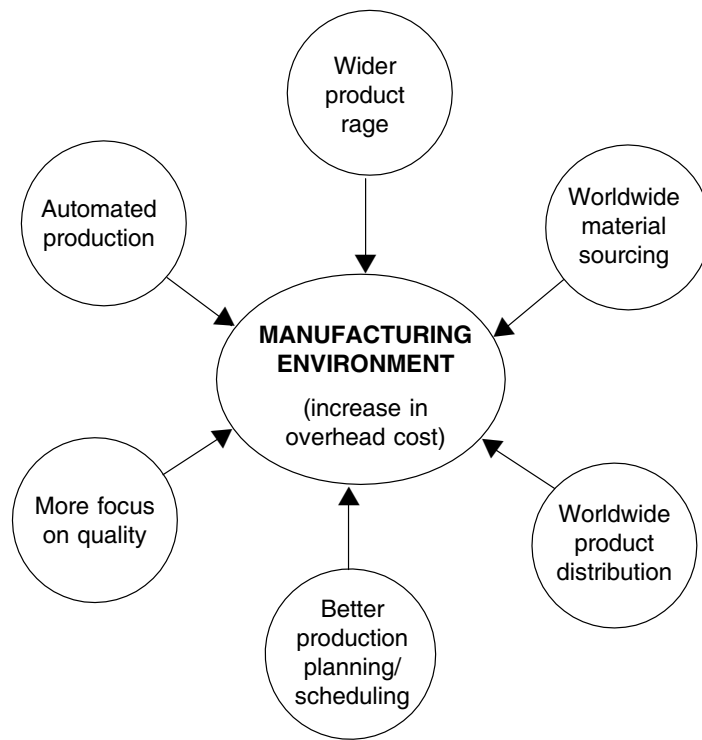 Wider
product
rage
Automated
production
Worldwide
material
sourcing
MANUFACTURING
ENVIRONMENT
(increase in
overhead cost)
More focus
on quality
Worldwide
product
distribution
Better
production
planning/
scheduling